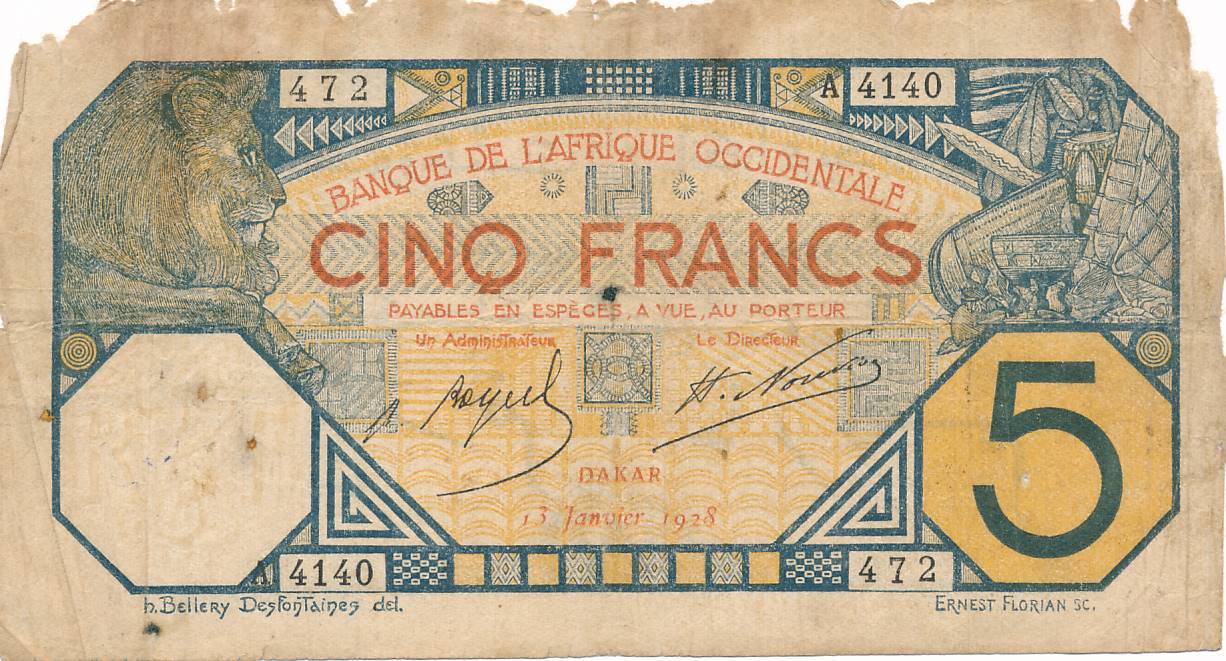 472 A 4140
BANQUE DE L'AFRIQUE OCCIDENTALE
CINQ FRANCS
PAYABLES EN ESPÈCES, A VUE, AU PORTEUR
Un Administrateur Le Directeur
DAKAR
13 Janvier 1928
5
A 4140 472
h. Bellery Desfontaines del. ERNEST FLORIAN SC.